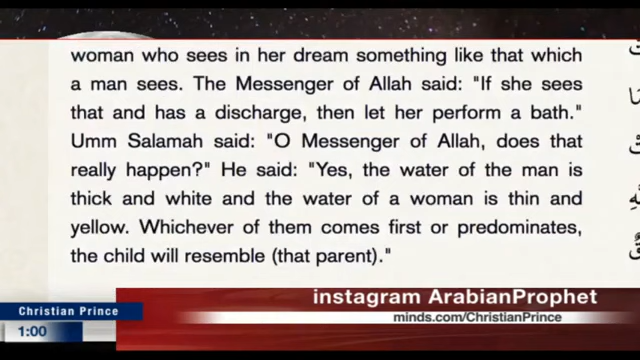 woman who sees in her dream something like that which
a man sees. The Messenger of Allah said: "If she sees
that and has a discharge, then let her perform a bath."
Umm Salamah said: "O Messenger of Allah, does that
really happen?" He said: "Yes, the water of the man is
thick and white and the water of a woman is thin and
yellow. Whichever of them comes first or predominates,
the child will resemble (that parent)."
instagram ArabianProphet
Christian Prince
minds.com/ChristianPrince
1:00